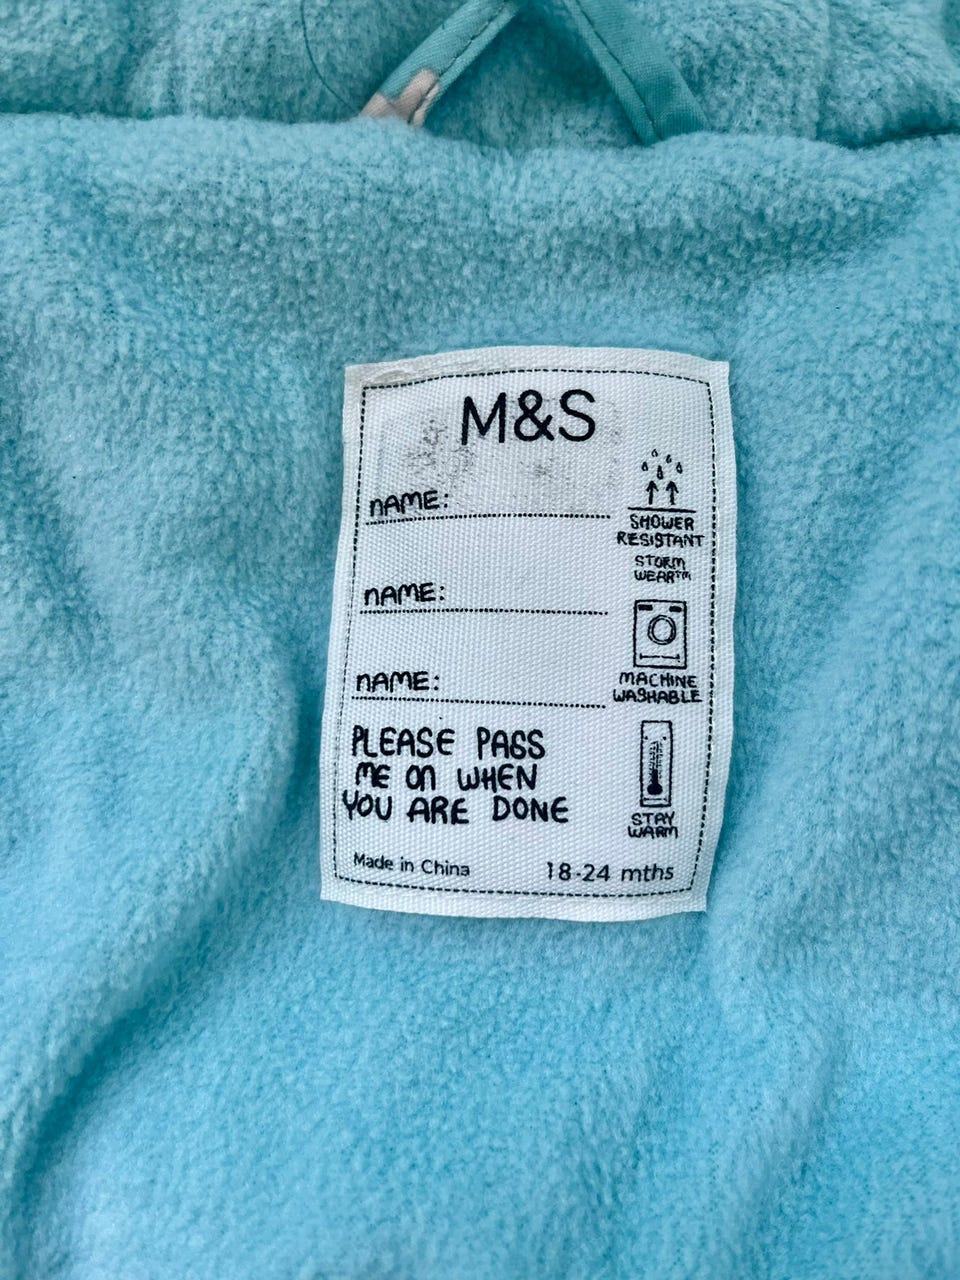 M&S
NAME:
NAME:
NAME:
PLEASE PASS
ME ON WHEN
YOU ARE DONE
Made in China
18-24 mths
SHOWER
RESISTANT
STORM
WEAR™
MACHINE
WASHABLE
STAY
WARM